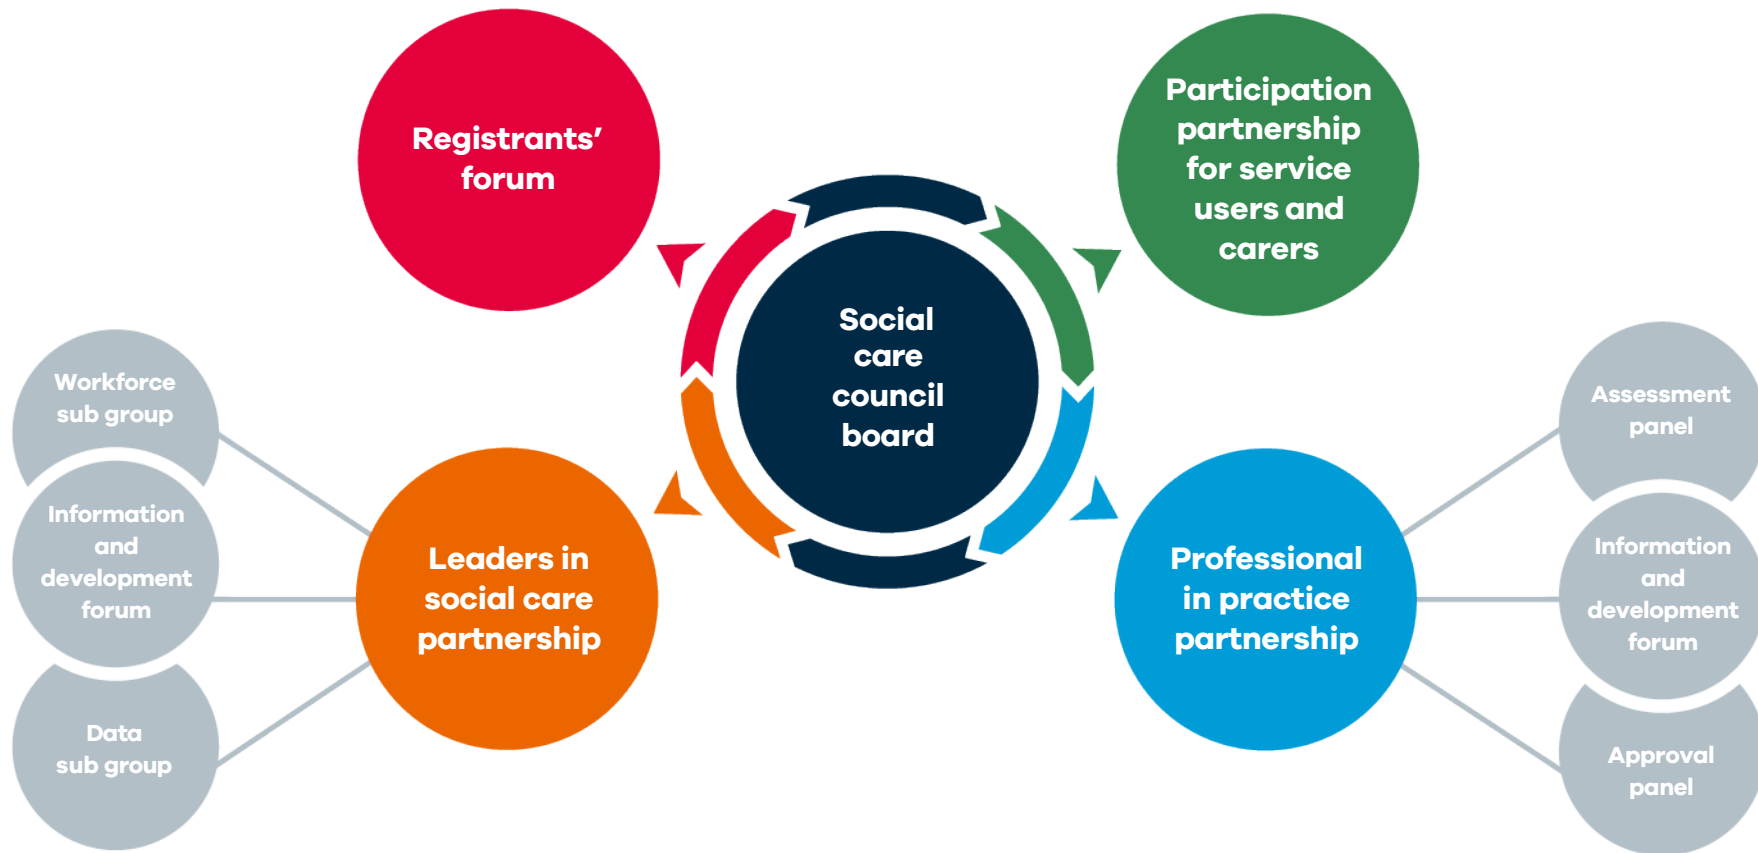 Registrants’
forum
Participation
partnership
for service
users and
carers
Social
care
council
board
Workforce
sub group
Information
and
development
forum
Data
sub group
Leaders in
social care
partnership
Professional
in practice
partnership
Assessment
panel
Information
and
development
forum
Approval
panel